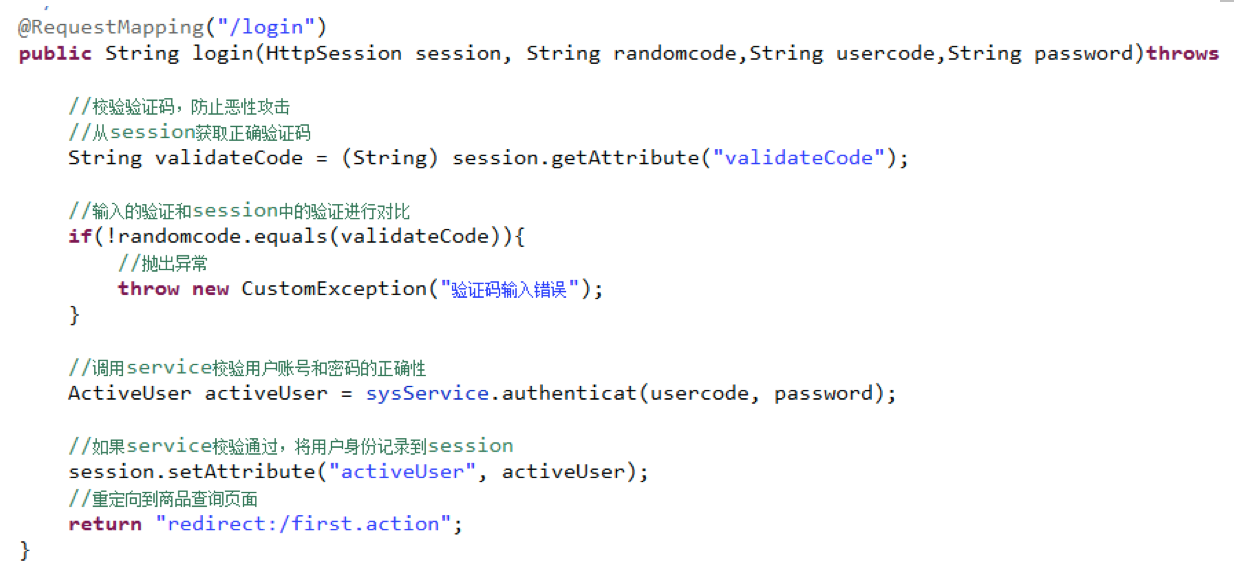 @RequestMapping("/login")
public String login(HttpSession session, String randomcode,String usercode,String password)throws
//校验验证码，防止恶性攻击
//从session获取正确验证码
String validateCode = (String) session.getAttribute("validateCode");
//输入的验证和session中的验证进行对比
if(!randomcode.equals(validateCode)){
//抛出异常
throw new CustomException("验证码输入错误");
}
//调用service校验用户账号和密码的正确性
ActiveUser activeUser = sysService.authenticat(usercode, password);
//如果service校验通过，将用户身份记录到session
session.setAttribute("activeUser", activeUser);
//重定向到商品查询页面
return "redirect:/first.action";
}